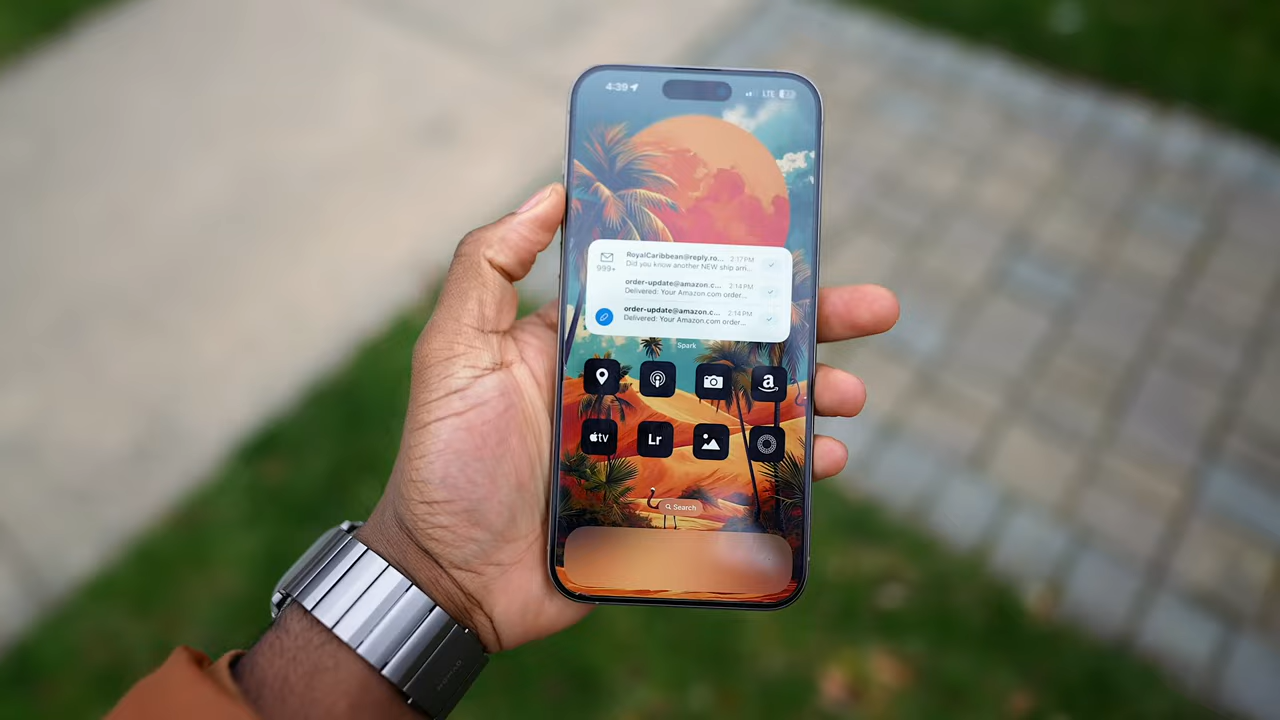 4:39 LTE
RoyalCaribbean@reply.ro... 2:17 PM
Did you know another NEW ship arr...
999+
order-update@amazon.c... 2:14 PM
Delivered: Your Amazon.com order...
order-update@amazon.c... 2:14 PM
Delivered: Your Amazon.com order...
Spark
a
tv Lr
Search
NOMAD